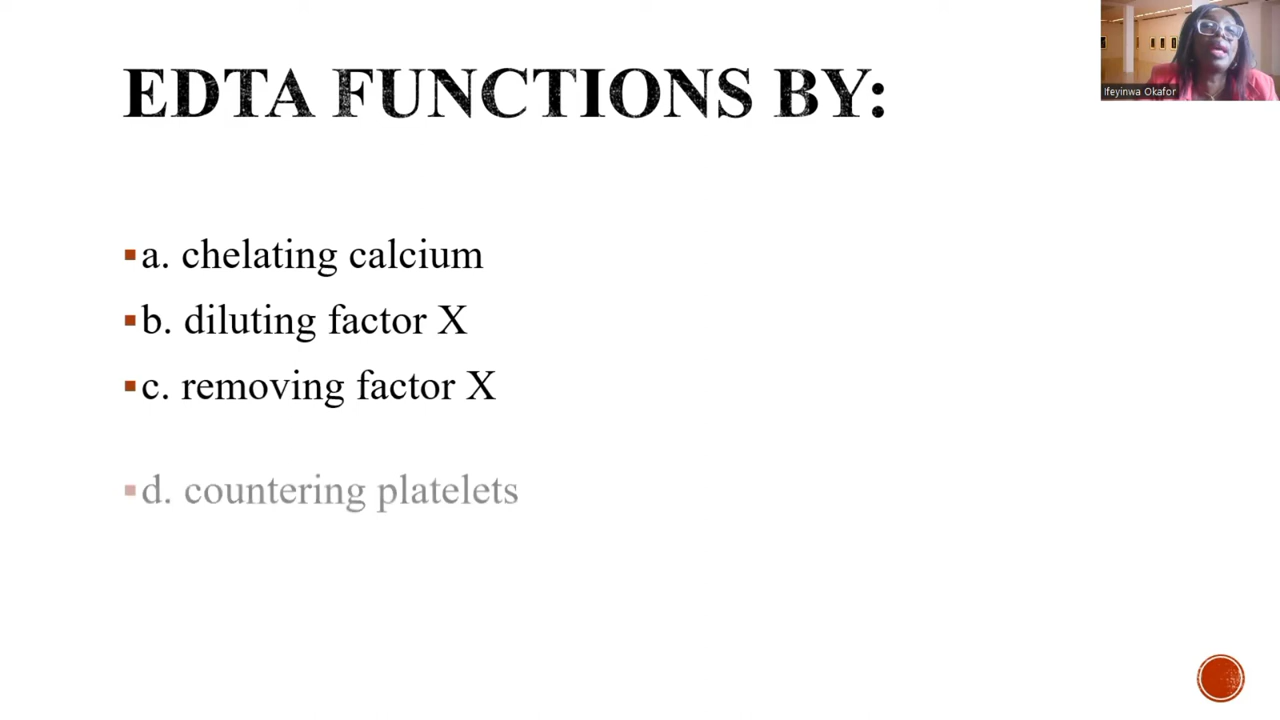 EDTA FUNCTIONS BY:
Ifeyinwa Okafor
a. chelating calcium
b. diluting factor X
c. removing factor X
d. countering platelets